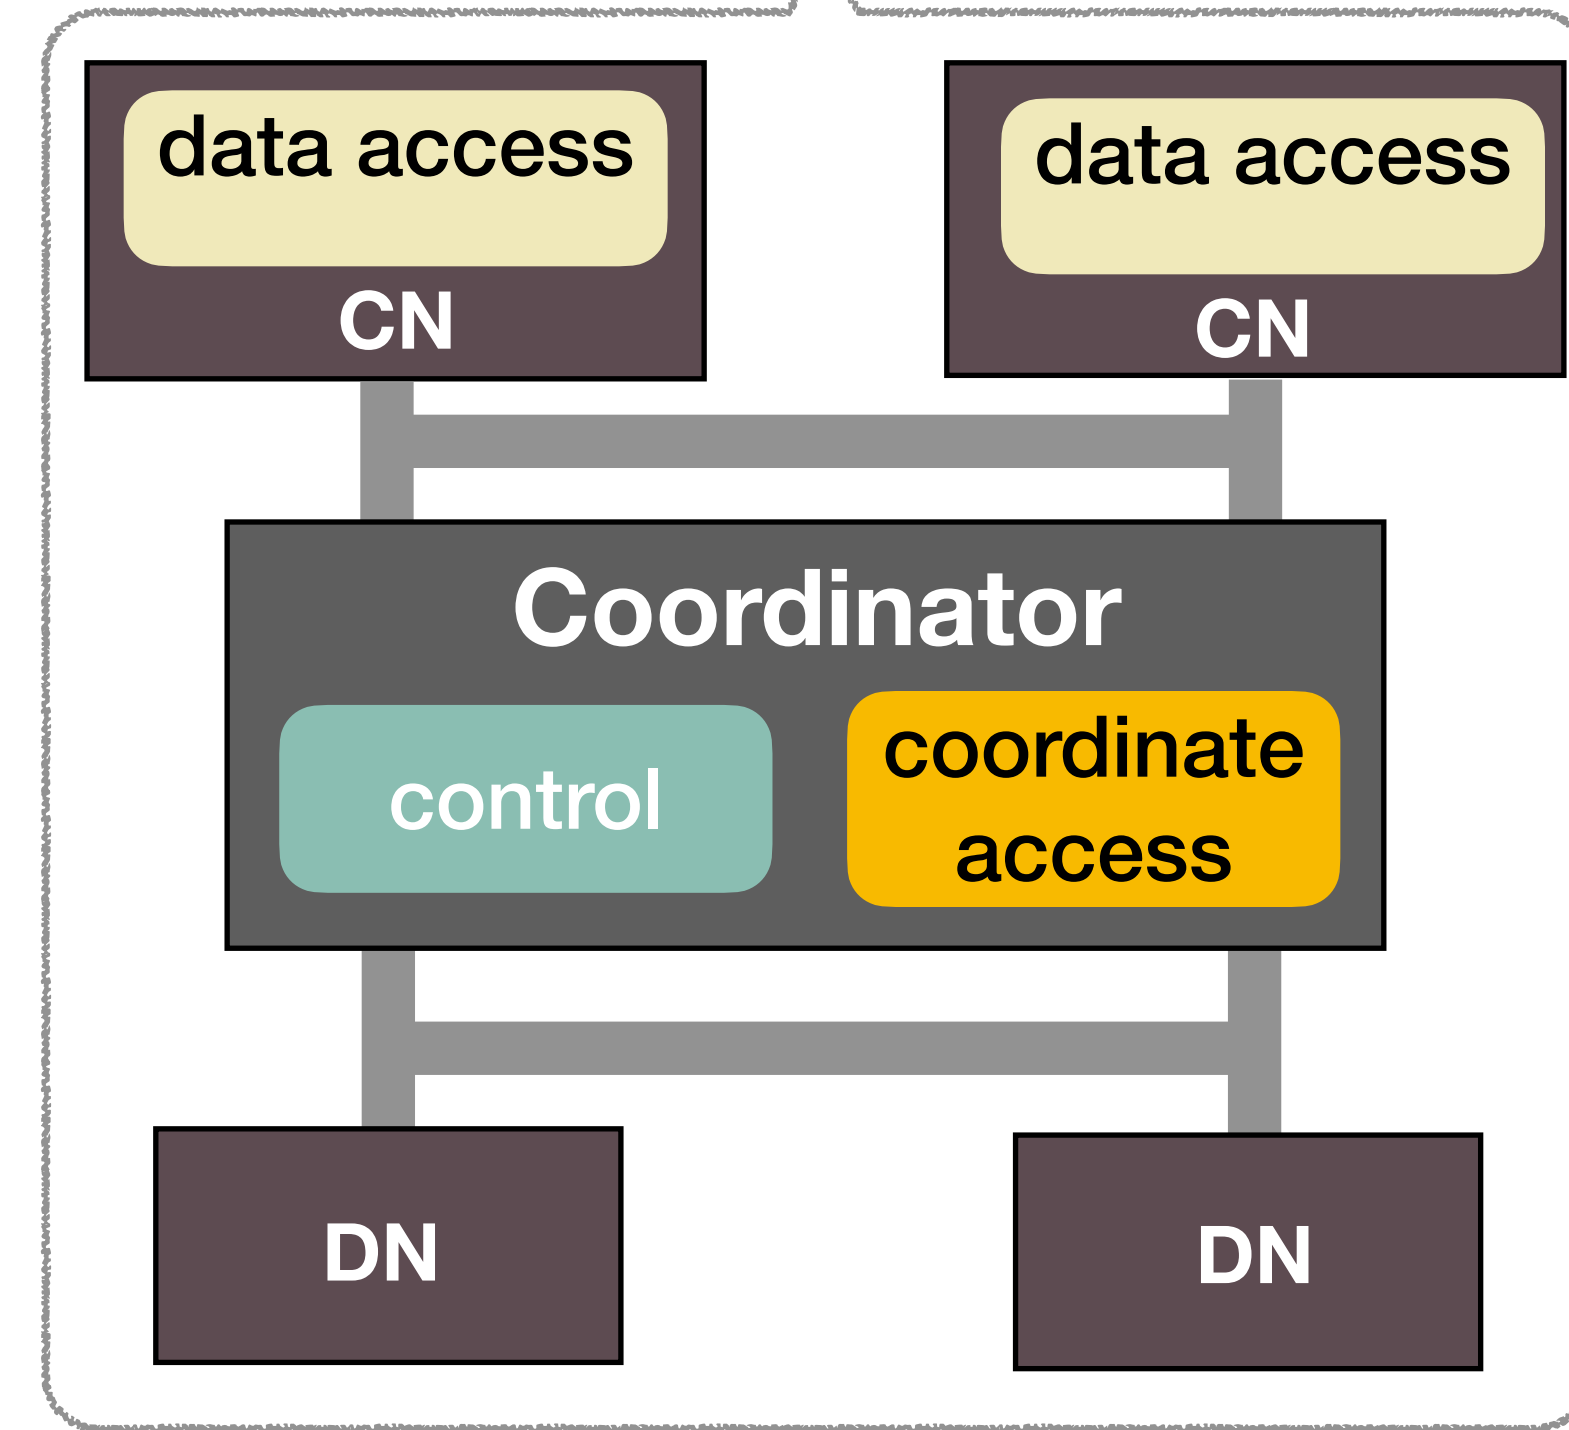 data access
data access
CN
CN
Coordinator
control
coordinate
access
DN
DN